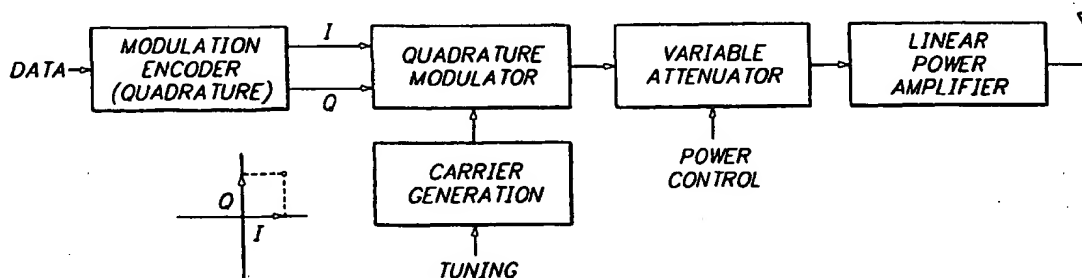 DATA
MODULATION
ENCODER
(QUADRATURE)
I
Q
QUADRATURE
MODULATOR
VARIABLE
ATTENUATOR
LINEAR
POWER
AMPLIFIER
CARRIER
GENERATION
POWER
CONTROL
Q
I
TUNING